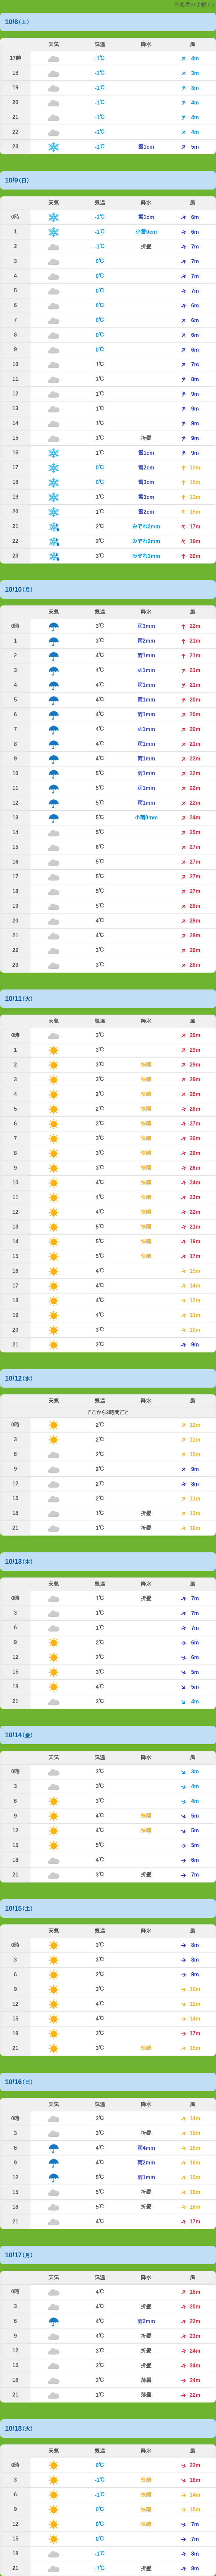 ※北岳の予報です
10/8(土)
天気 気温 降水 風
17時 -1℃ 4m
18 -1℃ 3m
19 -1℃ 3m
20 -1℃ 4m
21 -1℃ 4m
22 -1℃ 4m
23 -1℃ 雪1cm 5m
10/9(日)
天気 気温 降水 風
0時 -1℃ 雪1cm 6m
1 -1℃ 小雪0cm 6m
2 -1℃ 折曇 7m
3 0℃ 7m
4 0℃ 7m
5 0℃ 7m
6 0℃ 6m
7 0℃ 6m
8 0℃ 6m
9 0℃ 6m
10 1℃ 7m
11 1℃ 8m
12 1℃ 9m
13 1℃ 9m
14 1℃ 9m
15 1℃ 折曇 9m
16 1℃ 雪1cm 9m
17 0℃ 雪2cm 10m
18 0℃ 雪3cm 10m
19 1℃ 雪3cm 13m
20 1℃ 雪2cm 15m
21 2℃ みぞれ2mm 17m
22 2℃ みぞれ2mm 19m
23 3℃ みぞれ3mm 20m
10/10(月)
天気 気温 降水 風
0時 3℃ 雨3mm 22m
1 3℃ 雨2mm 21m
2 4℃ 雨1mm 21m
3 4℃ 雨1mm 21m
4 4℃ 雨1mm 21m
5 4℃ 雨1mm 20m
6 4℃ 雨1mm 20m
7 4℃ 雨1mm 20m
8 4℃ 雨1mm 21m
9 4℃ 雨1mm 22m
10 5℃ 雨1mm 22m
11 5℃ 雨1mm 22m
12 5℃ 雨1mm 22m
13 5℃ 小雨0mm 24m
14 5℃ 25m
15 6℃ 27m
16 5℃ 27m
17 5℃ 27m
18 5℃ 27m
19 5℃ 28m
20 4℃ 28m
21 4℃ 28m
22 3℃ 28m
23 3℃ 28m
10/11(火)
天気 気温 降水 風
0時 3℃ 29m
1 3℃ 29m
2 3℃ 快晴 29m
3 3℃ 快晴 29m
4 2℃ 快晴 28m
5 2℃ 快晴 28m
6 2℃ 快晴 27m
7 3℃ 快晴 26m
8 3℃ 快晴 26m
9 3℃ 快晴 26m
10 4℃ 快晴 24m
11 4℃ 快晴 23m
12 4℃ 快晴 22m
13 5℃ 快晴 21m
14 5℃ 快晴 19m
15 5℃ 快晴 17m
16 4℃ 15m
17 4℃ 14m
18 4℃ 12m
19 4℃ 11m
20 3℃ 10m
21 3℃ 9m
10/12(水)
天気 気温 降水 風
ここから3時間ごと
0時 2℃ 12m
3 2℃ 11m
6 2℃ 10m
9 2℃ 9m
12 2℃ 8m
15 2℃ 11m
18 1℃ 折曇 13m
21 1℃ 折曇 10m
10/13(木)
天気 気温 降水 風
0時 1℃ 折曇 7m
3 1℃ 7m
6 1℃ 7m
9 2℃ 6m
12 2℃ 6m
15 3℃ 5m
18 4℃ 5m
21 3℃ 4m
10/14(金)
天気 気温 降水 風
0時 3℃ 3m
3 3℃ 4m
6 3℃ 4m
9 4℃ 快晴 5m
12 4℃ 快晴 5m
15 5℃ 5m
18 4℃ 6m
21 3℃ 折曇 7m
10/15(土)
天気 気温 降水 風
0時 3℃ 8m
3 3℃ 8m
6 2℃ 9m
9 3℃ 10m
12 4℃ 12m
15 4℃ 14m
18 3℃ 17m
21 3℃ 快晴 15m
10/16(日)
天気 気温 降水 風
0時 3℃ 14m
3 3℃ 折曇 15m
6 4℃ 雨4mm 16m
9 4℃ 雨2mm 16m
12 5℃ 雨1mm 15m
15 5℃ 折曇 16m
18 5℃ 折曇 16m
21 4℃ 17m
10/17(月)
天気 気温 降水 風
0時 4℃ 18m
3 4℃ 折曇 20m
6 4℃ 雨2mm 22m
9 4℃ 折曇 23m
12 3℃ 折曇 24m
15 3℃ 折曇 24m
18 2℃ 薄曇 24m
21 1℃ 薄曇 22m
10/18(火)
天気 気温 降水 風
0時 0℃ 22m
3 -1℃ 快晴 18m
6 -1℃ 快晴 14m
9 0℃ 快晴 10m
12 0℃ 快晴 7m
15 0℃ 7m
18 -1℃ 8m
21 -1℃ 折曇 8m